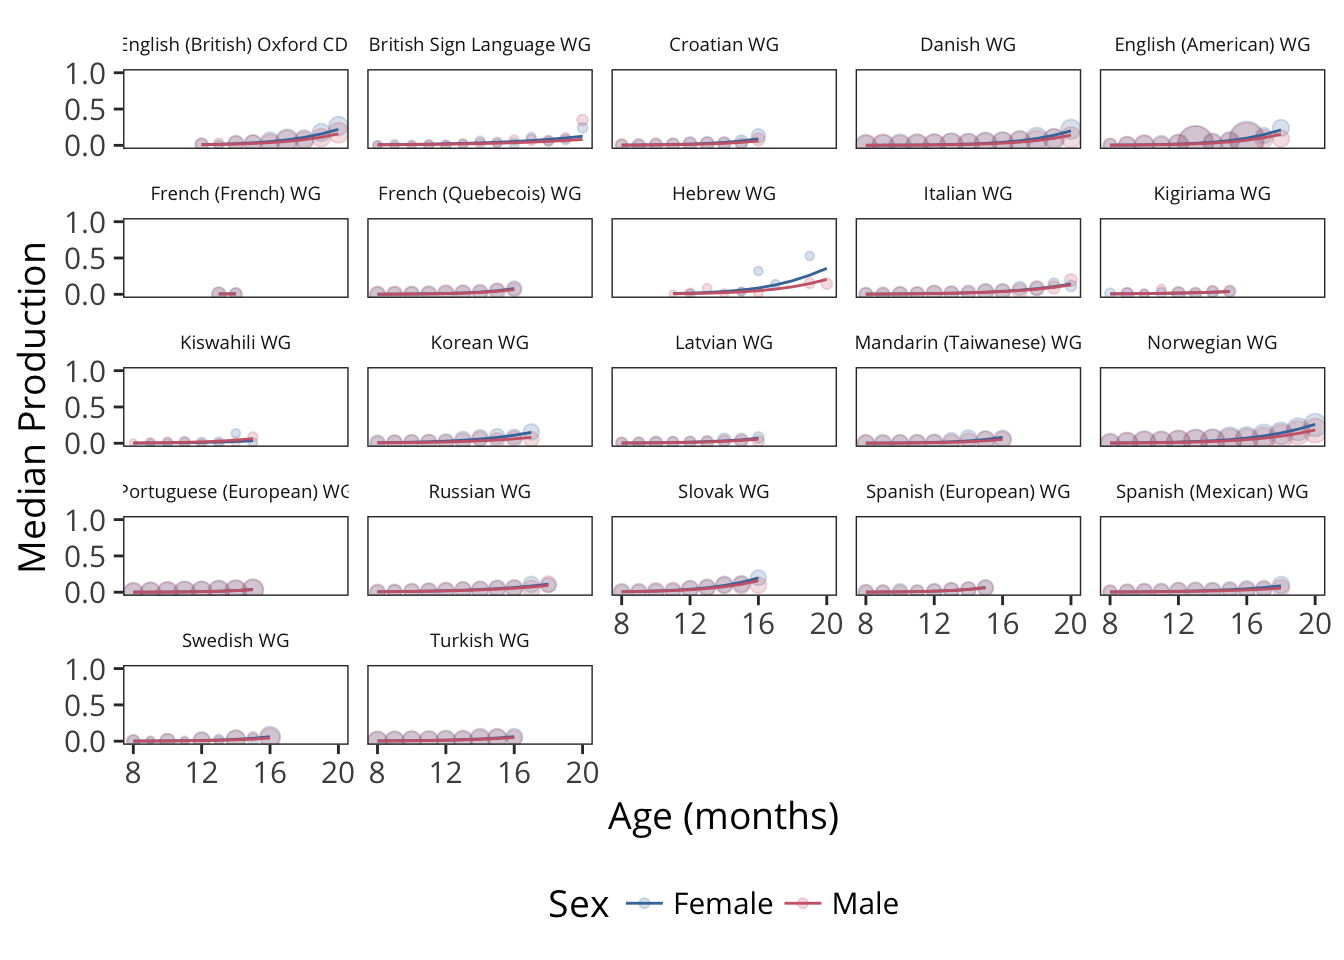 English (British) Oxford CD British Sign Language WG Croatian WG Danish WG English (American) WG
1.0
0.5
0.0
French (French) WG French (Quebecois) WG Hebrew WG Italian WG Kigiriama WG
1.0
0.5
0.0
Kiswahili WG Korean WG Latvian WG Mandarin (Taiwanese) WG Norwegian WG
1.0
0.5
0.0
Portuguese (European) WG Russian WG Slovak WG Spanish (European) WG Spanish (Mexican) WG
1.0
0.5
0.0
8 12 16 20 8 12 16 20 8 12 16 20
Swedish WG Turkish WG
1.0
0.5
0.0
8 12 16 20 8 12 16 20
Median Production
Age (months)
Sex Female Male